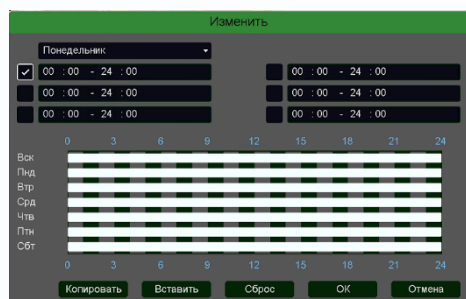 Изменить
Понедельник
00 :00 - 24 :00 00 :00 - 24 :00
00 :00 - 24 :00 00 :00 - 24 :00
00 :00 - 24 :00 00 :00 - 24 :00
0 3 6 9 12 15 18 21 24
Вск
Пнд
Втр
Срд
Чтв
Птн
Сбт
0 3 6 9 12 15 18 21 24
Копировать Вставить Сброс ОК Отмена